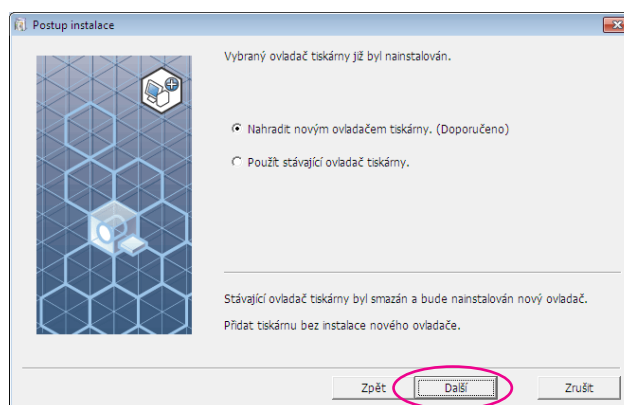 Postup instalace
Vybraný ovladač tiskárny již byl nainstalován.
Nahradit novým ovladačem tiskárny. (Doporučeno)
Použít stávající ovladač tiskárny.
Stávající ovladač tiskárny byl smazán a bude nainstalován nový ovladač.
Přidat tiskárnu bez instalace nového ovladače.
Zpět
Další
Zrušit